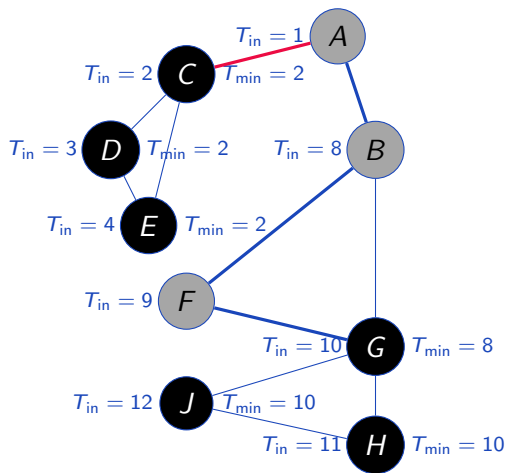 T_in = 1 A
T_in = 2 C T_min = 2
T_in = 3 D T_min = 2
T_in = 8 B
T_in = 4 E T_min = 2
T_in = 9 F
T_in = 10 G T_min = 8
T_in = 12 J T_min = 10
T_in = 11 H T_min = 10